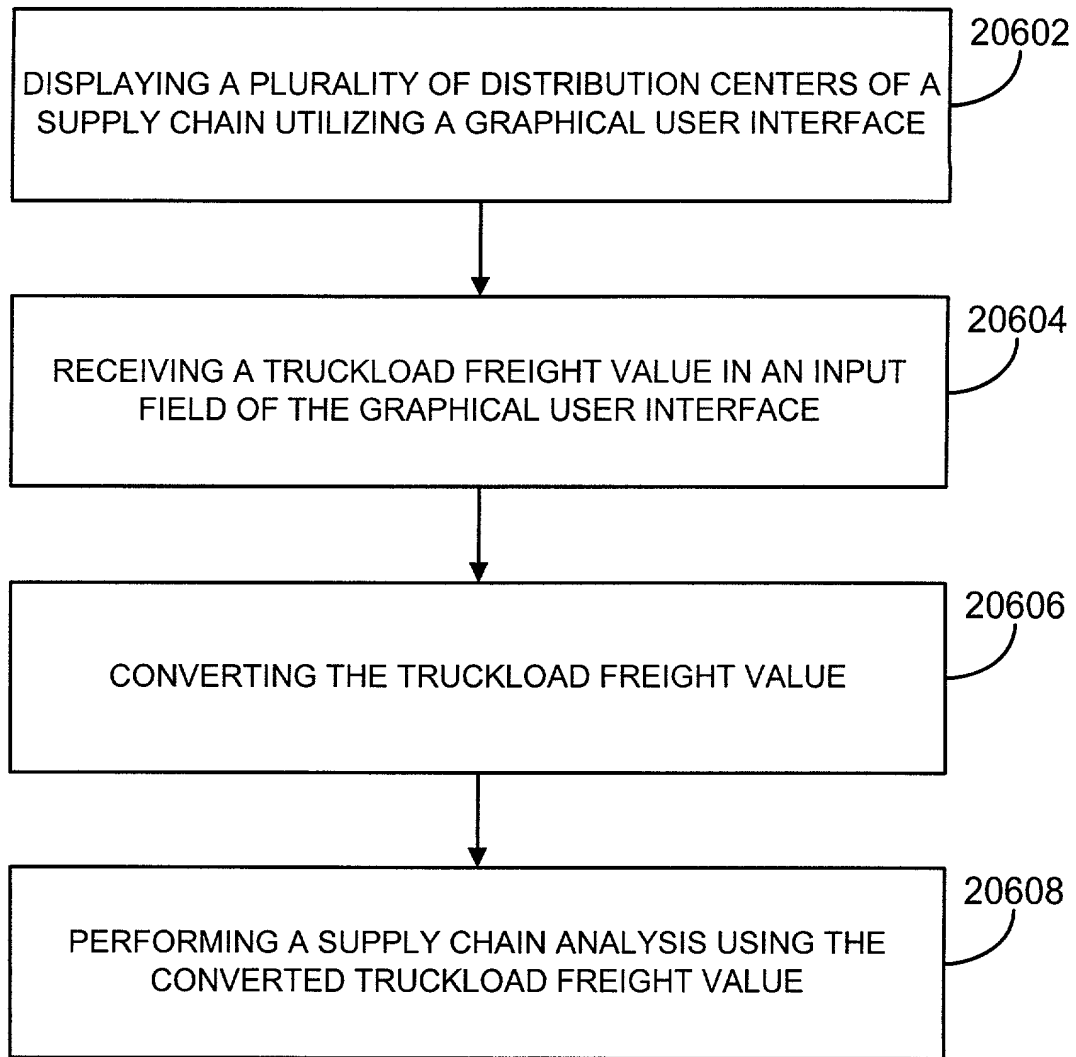 20602
DISPLAYING A PLURALITY OF DISTRIBUTION CENTERS OF A
SUPPLY CHAIN UTILIZING A GRAPHICAL USER INTERFACE
20604
RECEIVING A TRUCKLOAD FREIGHT VALUE IN AN INPUT
FIELD OF THE GRAPHICAL USER INTERFACE
20606
CONVERTING THE TRUCKLOAD FREIGHT VALUE
20608
PERFORMING A SUPPLY CHAIN ANALYSIS USING THE
CONVERTED TRUCKLOAD FREIGHT VALUE